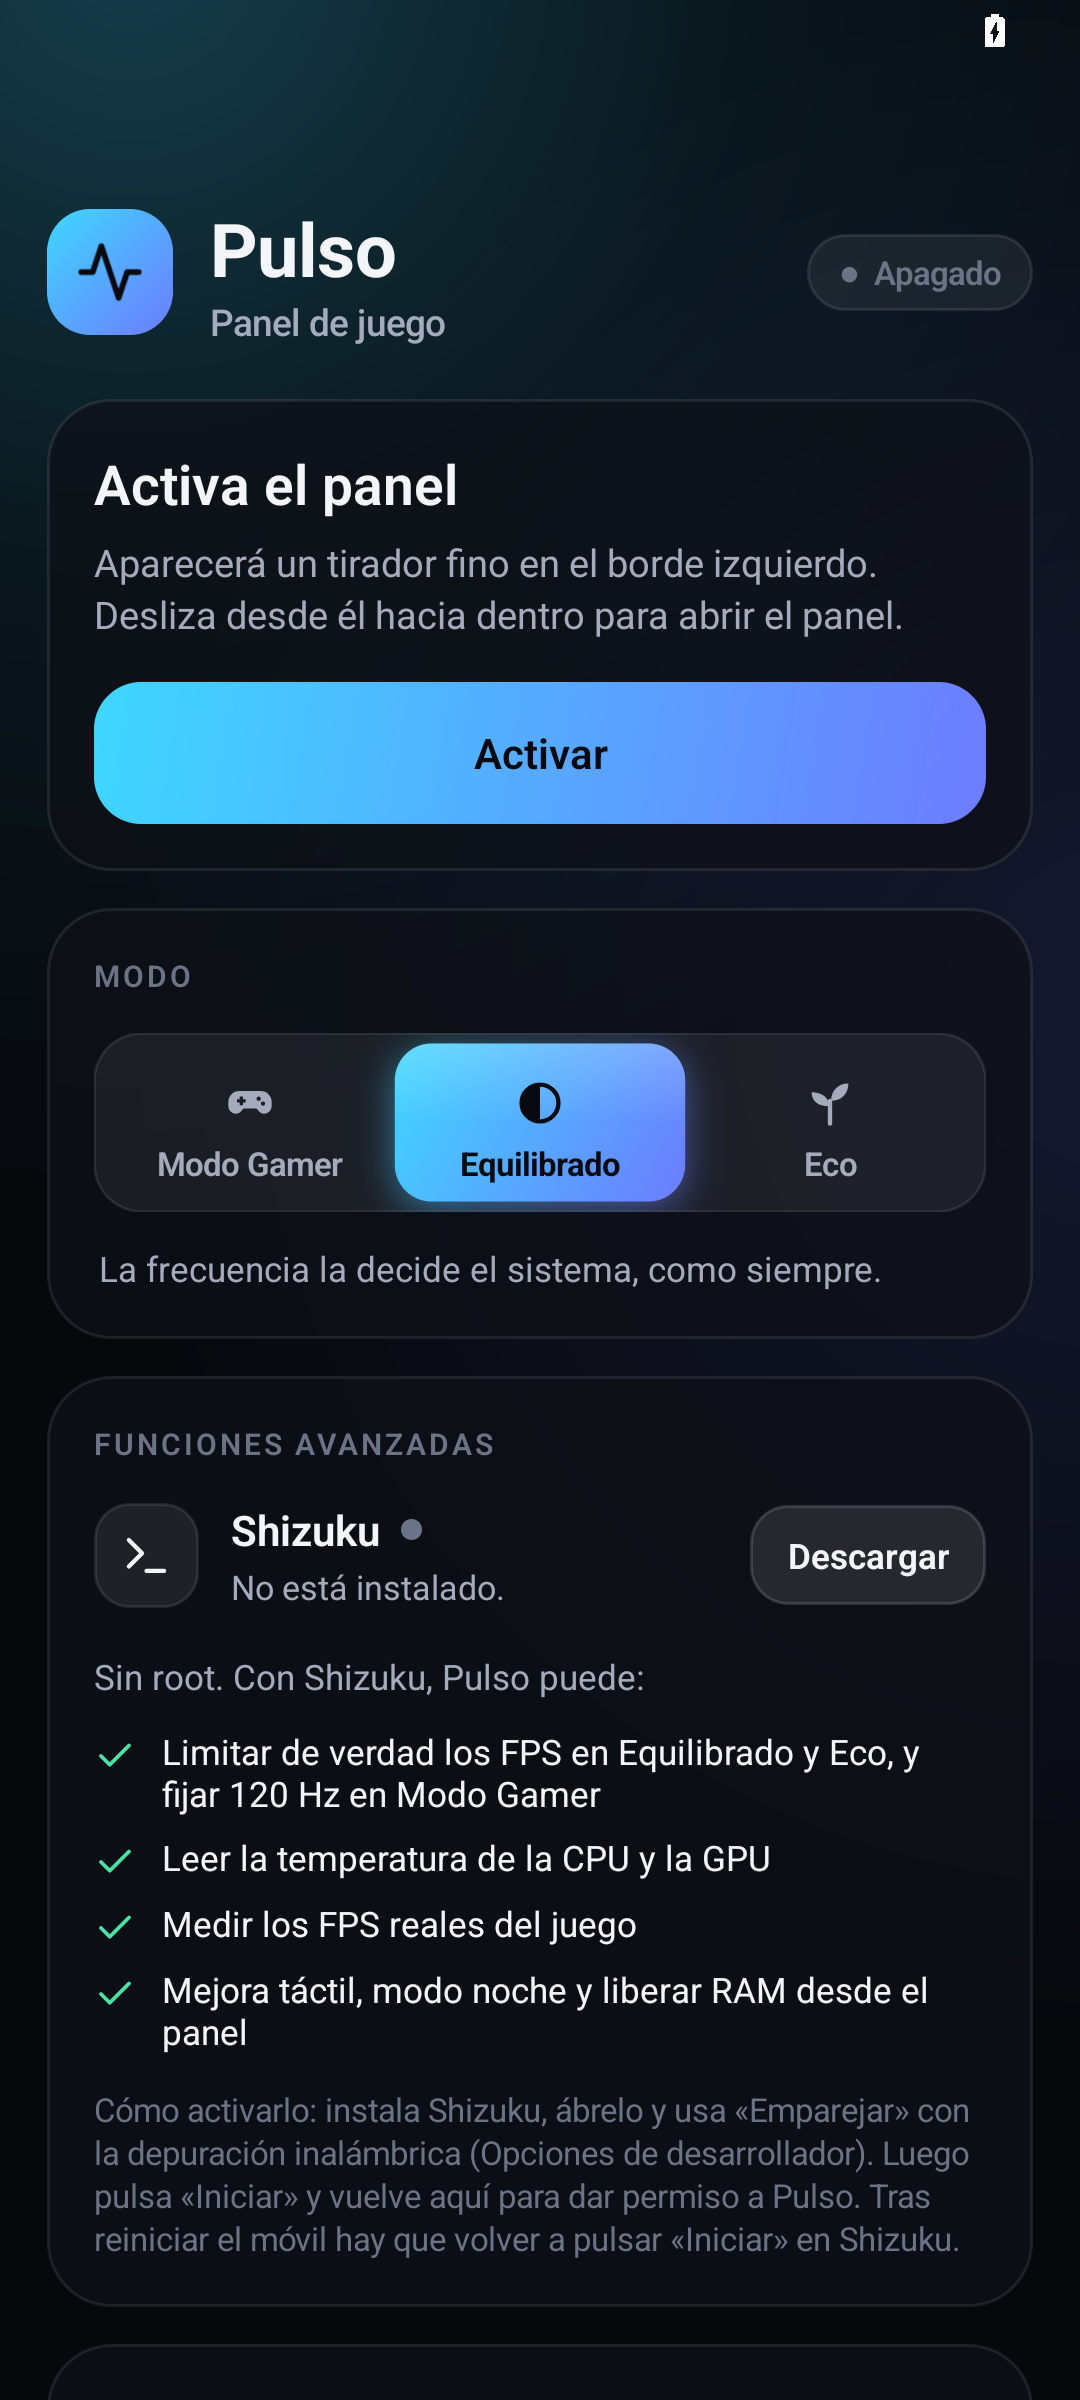 Pulso
Panel de juego
Apagado
Activa el panel
Aparecerá un tirador fino en el borde izquierdo.
Desliza desde él hacia dentro para abrir el panel.
Activar
MODO
Modo Gamer
Equilibrado
Eco
La frecuencia la decide el sistema, como siempre.
FUNCIONES AVANZADAS
Shizuku
No está instalado.
Descargar
Sin root. Con Shizuku, Pulso puede:
Limitar de verdad los FPS en Equilibrado y Eco, y
fijar 120 Hz en Modo Gamer
Leer la temperatura de la CPU y la GPU
Medir los FPS reales del juego
Mejora táctil, modo noche y liberar RAM desde el
panel
Cómo activarlo: instala Shizuku, ábrelo y usa «Emparejar» con
la depuración inalámbrica (Opciones de desarrollador). Luego
pulsa «Iniciar» y vuelve aquí para dar permiso a Pulso. Tras
reiniciar el móvil hay que volver a pulsar «Iniciar» en Shizuku.